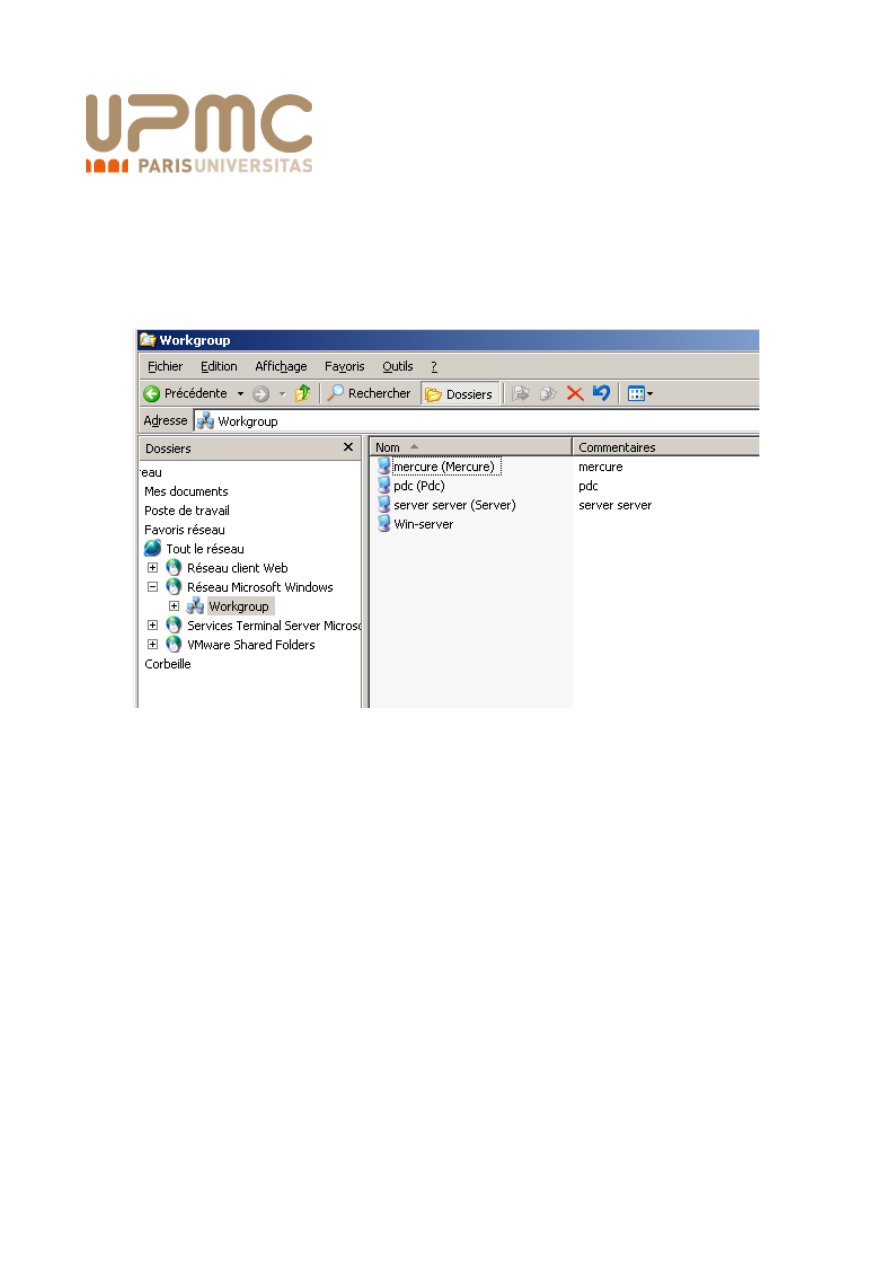 UPMC
PARISUNIVERSITAS
Workgroup
Fichier Edition Affichage Favoris Outils ?
Précédente Rechercher Dossiers
Adresse Workgroup
Dossiers
Nom Commentaires
reau
Mes documents
Poste de travail
Favoris réseau
Tout le réseau
Réseau client Web
Réseau Microsoft Windows
Workgroup
Services Terminal Server Microso
VMware Shared Folders
Corbeille
mercure (Mercure) mercure
pdc (Pdc) pdc
server server (Server) server server
Win-server